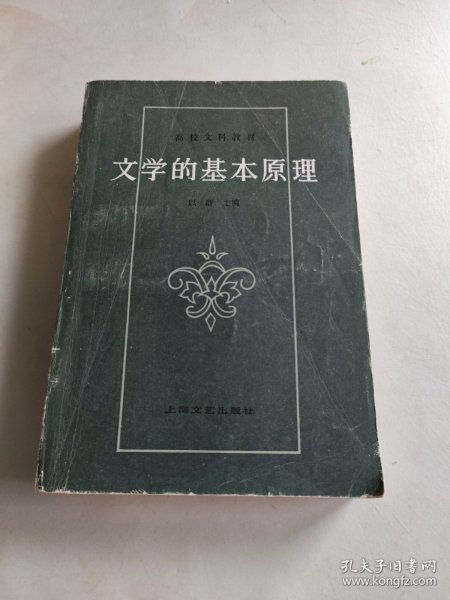 高校文科教材
文学的基本原理
以群 主编
上海文艺出版社
孔夫子旧书网
www.kongfz.com